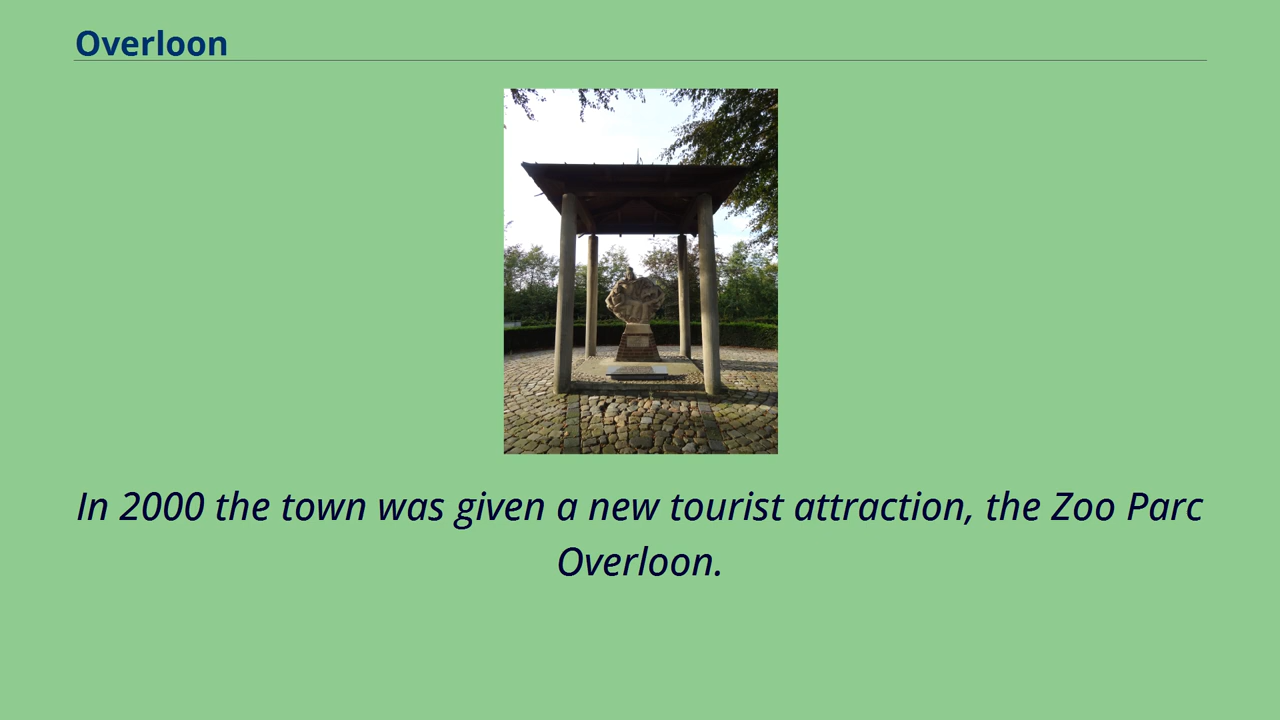 Overloon
In 2000 the town was given a new tourist attraction, the Zoo Parc
Overloon.